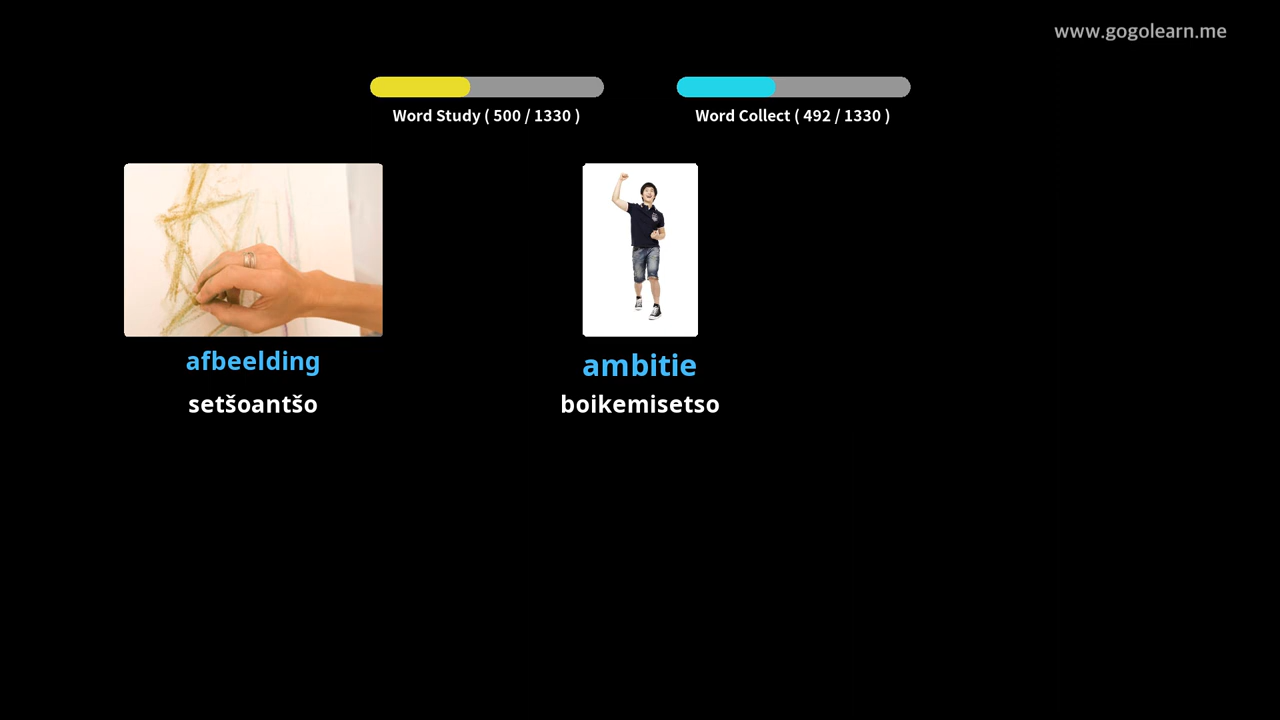 www.gogolearn.me
Word Study ( 500 / 1330 )
Word Collect ( 492 / 1330 )
afbeelding
setšoantšo
ambitie
boikemisetso